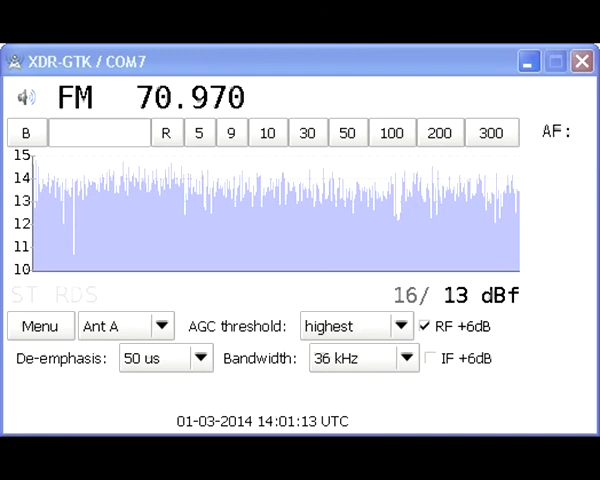 XDR-GTK / COM7
FM 70.970
B R 5 9 10 30 50 100 200 300 AF:
15
14
13
12
11
10
ST RDS 16/ 13 dBf
Menu Ant A AGC threshold: highest RF +6dB
De-emphasis: 50 us Bandwidth: 36 kHz IF +6dB
01-03-2014 14:01:13 UTC